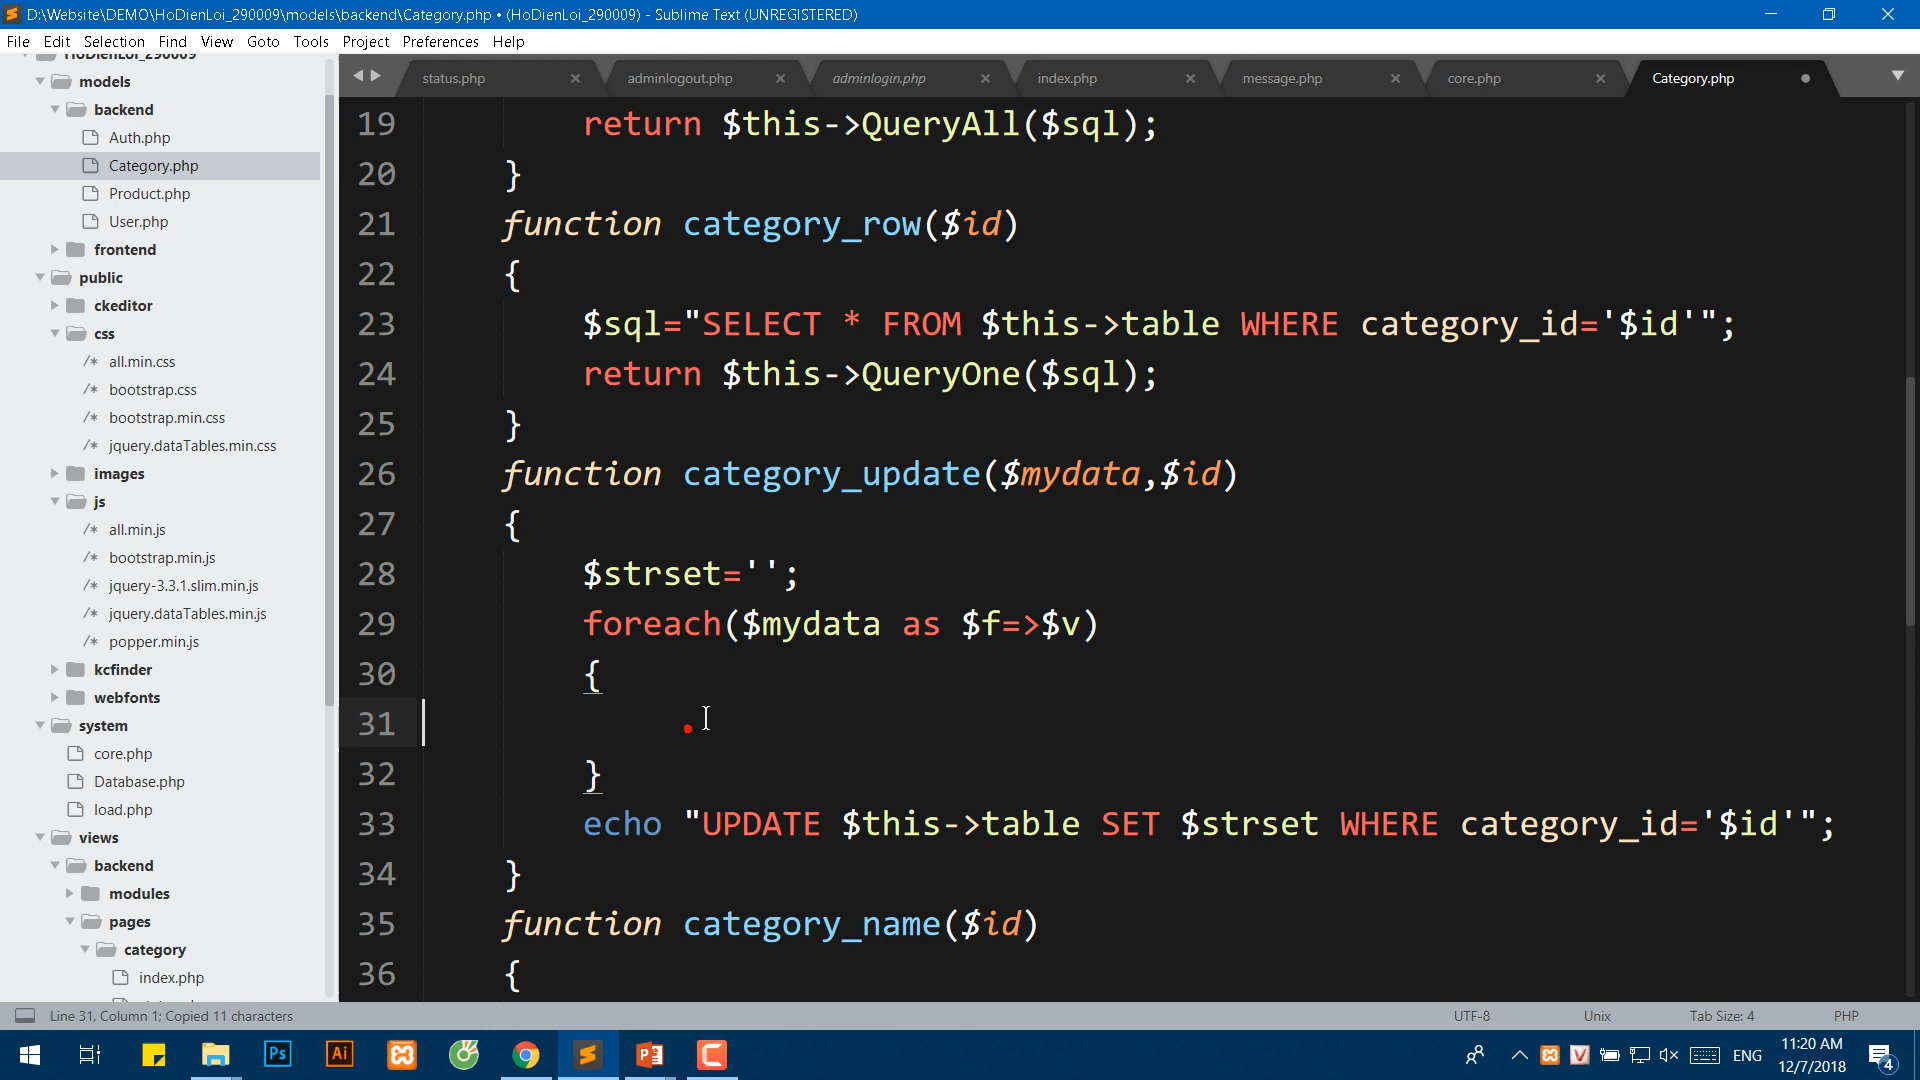 D:\Website\DEMO\HoDienLoi_290009\models\backend\Category.php • (HoDienLoi_290009) - Sublime Text (UNREGISTERED)
File Edit Selection Find View Goto Tools Project Preferences Help
HoDienLoi_290009
models
backend
Auth.php
Category.php
Product.php
User.php
frontend
public
ckeditor
css
/* all.min.css
/* bootstrap.css
/* bootstrap.min.css
/* jquery.dataTables.min.css
images
js
/* all.min.js
/* bootstrap.min.js
/* jquery-3.3.1.slim.min.js
/* jquery.dataTables.min.js
/* popper.min.js
kcfinder
webfonts
system
core.php
Database.php
load.php
views
backend
modules
pages
category
index.php
status.php adminlogout.php adminlogin.php index.php message.php core.php Category.php
19 return $this->QueryAll($sql);
20 }
21 function category_row($id)
22 {
23 $sql="SELECT * FROM $this->table WHERE category_id='$id'";
24 return $this->QueryOne($sql);
25 }
26 function category_update($mydata,$id)
27 {
28 $strset='';
29 foreach($mydata as $f=>$v)
30 {
31
32 }
33 echo "UPDATE $this->table SET $strset WHERE category_id='$id'";
34 }
35 function category_name($id)
36 {
Line 31, Column 1; Copied 11 characters UTF-8 Unix Tab Size: 4 PHP
Ps Ai ENG 11:20 AM
12/7/2018 4